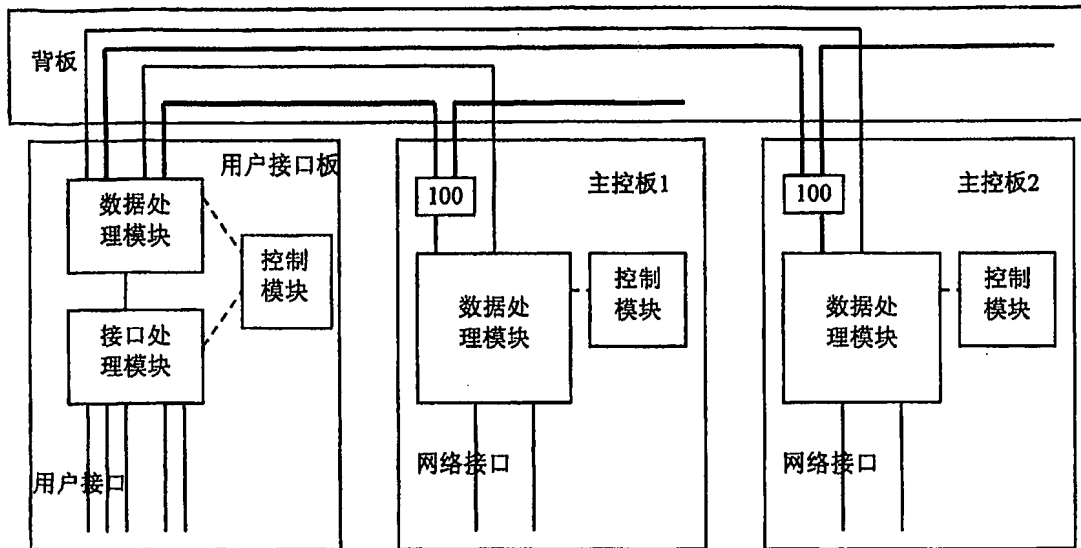 背板
用户接口板
数据处
理模块
控制
模块
接口处
理模块
用户接口
主控板1
100
数据处
理模块
控制
模块
网络接口
主控板2
100
数据处
理模块
控制
模块
网络接口